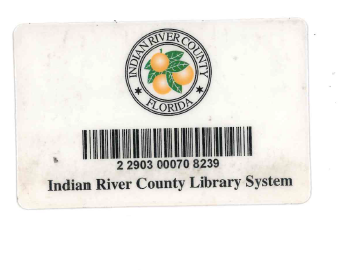 INDIAN RIVER COUNTY
FLORIDA
2 2903 00070 8239
Indian River County Library System